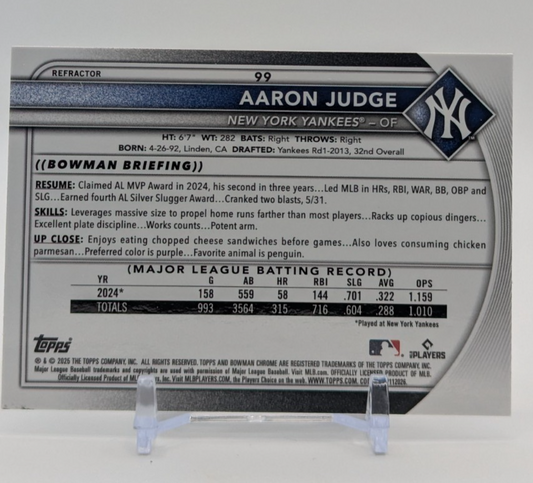 REFRACTOR
99
AARON JUDGE
NEW YORK YANKEES® – OF
NY
HT: 6'7" WT: 282 BATS: Right THROWS: Right
BORN: 4-26-92, Linden, CA DRAFTED: Yankees Rd1-2013, 32nd Overall
((BOWMAN BRIEFING))
RESUME: Claimed AL MVP Award in 2024, his second in three years...Led MLB in HRs, RBI, WAR, BB, OBP and
SLG...Earned fourth AL Silver Slugger Award...Cranked two blasts, 5/31.
SKILLS: Leverages massive size to propel home runs farther than most players...Racks up copious dingers...
Excellent plate discipline...Works counts...Potent arm.
UP CLOSE: Enjoys eating chopped cheese sandwiches before games...Also loves consuming chicken
parmesan...Preferred color is purple...Favorite animal is penguin.
(MAJOR LEAGUE BATTING RECORD)
YR G AB HR RBI SLG AVG OPS
2024* 158 559 58 144 .701 .322 1.159
TOTALS 993 3564 315 716 .604 .288 1.010
*Played at New York Yankees
Topps
PLAYERS
® & © 2025 THE TOPPS COMPANY, INC. ALL RIGHTS RESERVED. TOPPS AND BOWMAN CHROME ARE REGISTERED TRADEMARKS OF THE TOPPS COMPANY, INC.
Major League Baseball trademarks and copyrights are used with permission of Major League Baseball. Visit MLB.com. OFFICIALLY LICENSED PRODUCT OF MLB
Officially Licensed Product of Inc. Visit MLBPLAYERS.COM, the Players Choice on the web. WWW.TOPPS.COM.